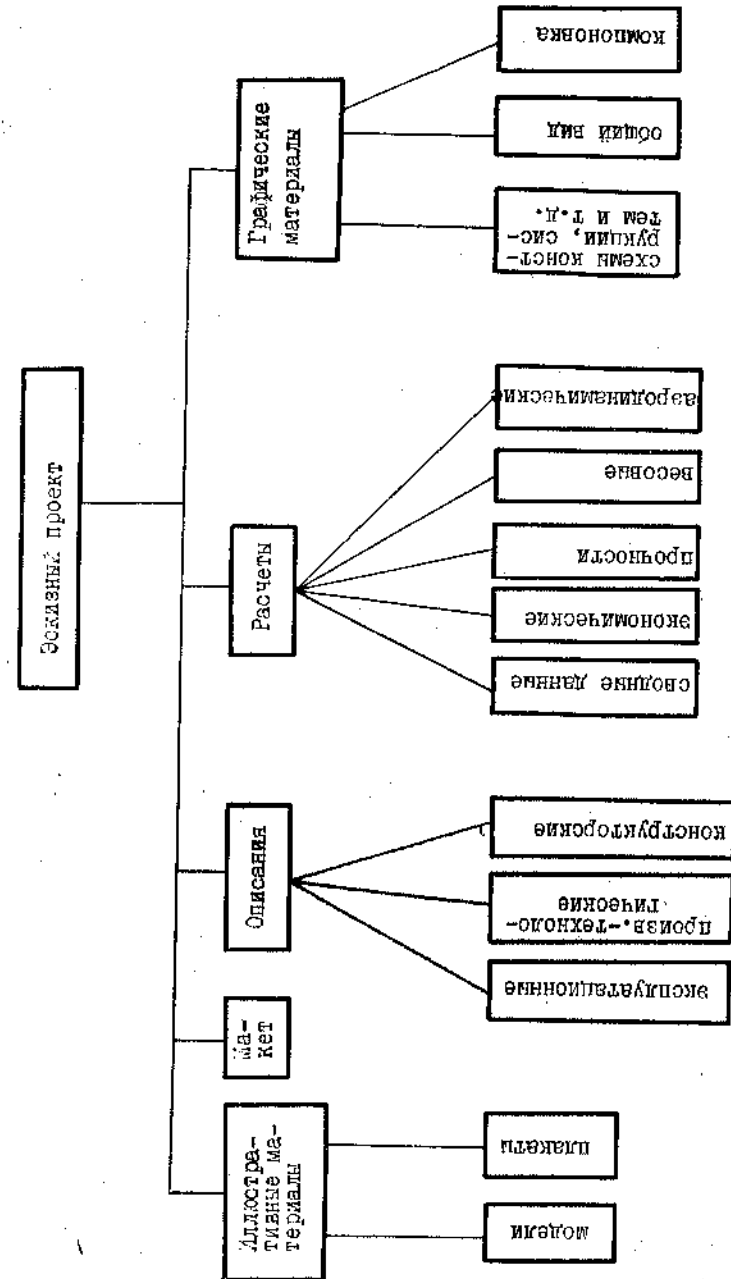 Эскизный проект
Иллюстра-
тивные ма-
териалы
Ма-
кет
Описания
Расчеты
Графические
материалы
модели
плакаты
эксплуатационные
произв.-техноло-
гические
конструкторские
сводные данные
экономические
прочности
весовые
аэродинамические
схемы конст-
рукции, сис-
тем и т.д.
общий вид
компоновка